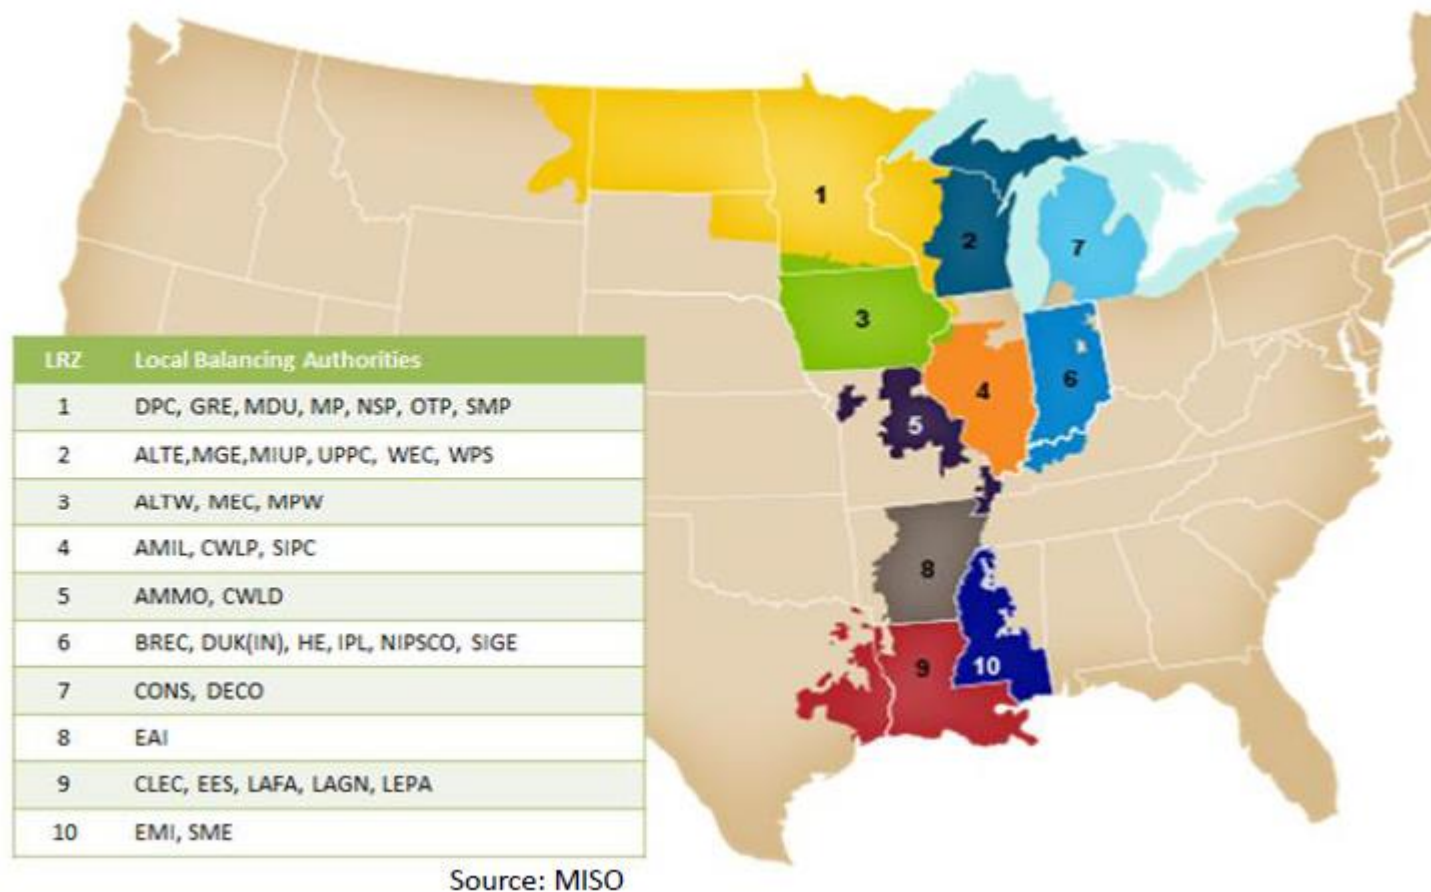 1
2
7
3
4
6
5
8
9
10
LRZ Local Balancing Authorities
1 DPC, GRE, MDU, MP, NSP, OTP, SMP
2 ALTE,MGE,MIUP, UPPC, WEC, WPS
3 ALTW, MEC, MPW
4 AMIL, CWLP, SIPC
5 AMMO, CWLD
6 BREC, DUK(IN), HE, IPL, NIPSCO, SIGE
7 CONS, DECO
8 EAI
9 CLEC, EES, LAFA, LAGN, LEPA
10 EMI, SME
Source: MISO